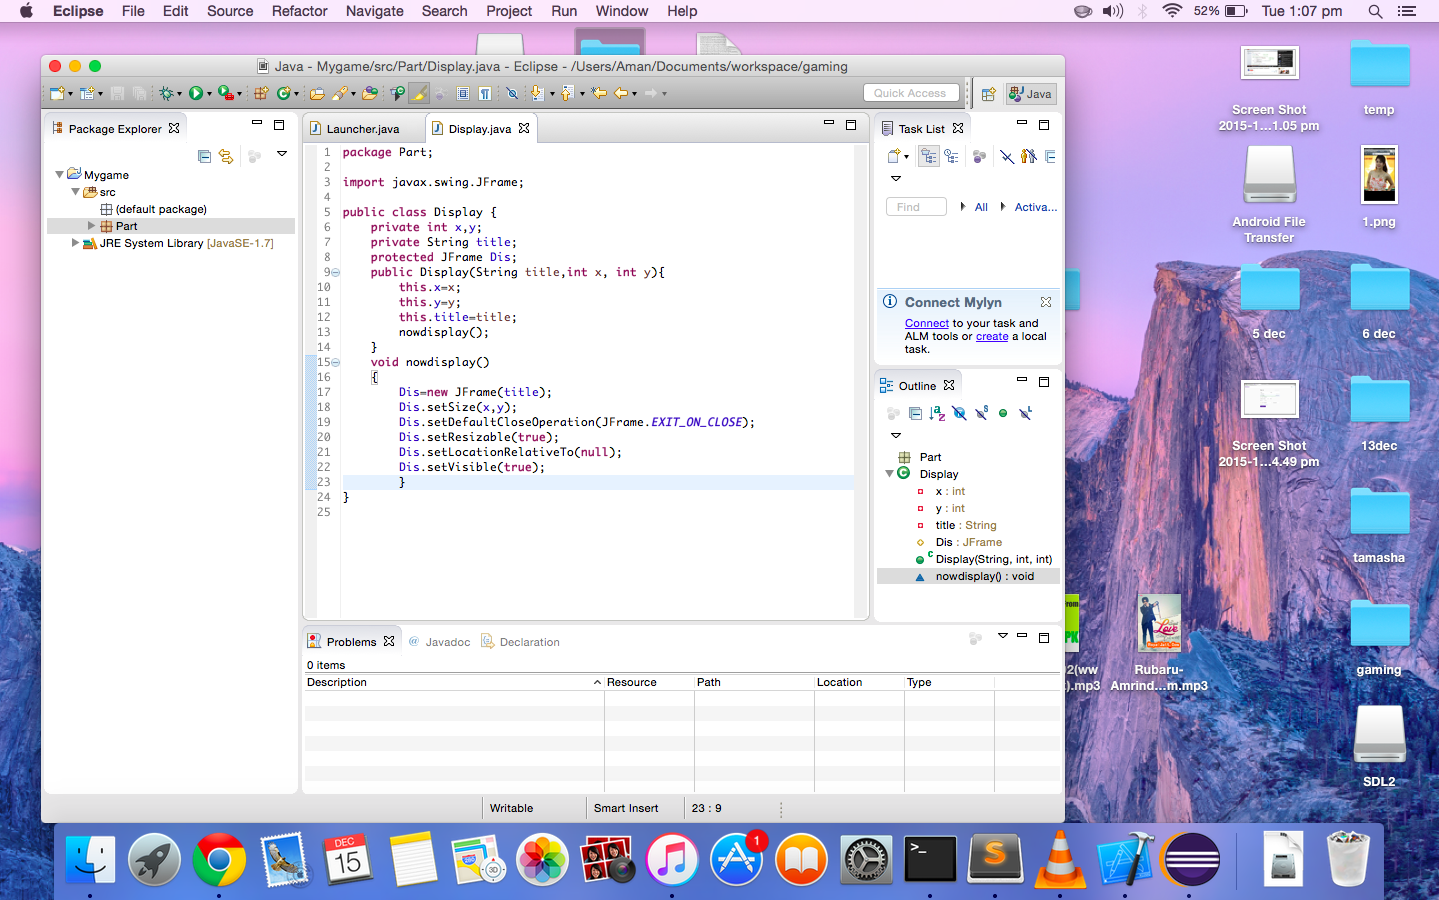 Eclipse File Edit Source Refactor Navigate Search Project Run Window Help
52% Tue 1:07 pm
Java - Mygame/src/Part/Display.java - Eclipse - /Users/Aman/Documents/workspace/gaming
Quick Access
Java
Package Explorer
Mygame
src
(default package)
Part
JRE System Library [JavaSE-1.7]
Launcher.java
Display.java
1 package Part;
2
3 import javax.swing.JFrame;
4
5 public class Display {
6 private int x,y;
7 private String title;
8 protected JFrame Dis;
9 public Display(String title,int x, int y){
10 this.x=x;
11 this.y=y;
12 this.title=title;
13 nowdisplay();
14 }
15 void nowdisplay()
16 {
17 Dis=new JFrame(title);
18 Dis.setSize(x,y);
19 Dis.setDefaultCloseOperation(JFrame.EXIT_ON_CLOSE);
20 Dis.setResizable(true);
21 Dis.setLocationRelativeTo(null);
22 Dis.setVisible(true);
23 }
24 }
25
Task List
Find
All
Activa...
Connect Mylyn
Connect to your task and
ALM tools or create a local
task.
Outline
Part
Display
x : int
y : int
title : String
Dis : JFrame
Display(String, int, int)
nowdisplay() : void
Problems
@ Javadoc
Declaration
0 items
Description Resource Path Location Type
Writable Smart Insert 23 : 9
Screen Shot
2015-1...1.05 pm
temp
Android File
Transfer
1.png
5 dec
6 dec
Screen Shot
2015-1...4.49 pm
13dec
tamasha
Love
02(ww
).mp3
Rubaru-
Amrind...m.mp3
gaming
SDL2
DEC
15
280
3D
1
>_
S